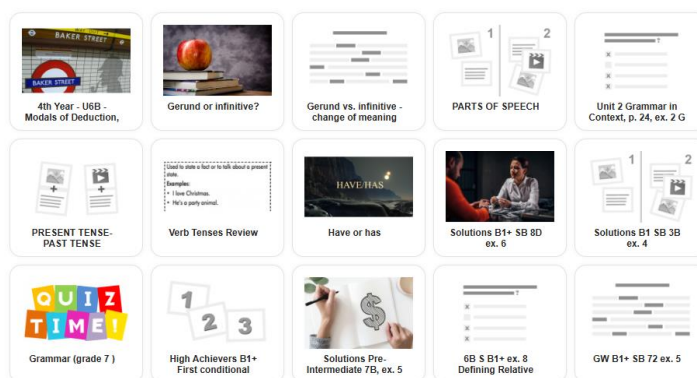 BAKER STREET
BAKER STREET
4th Year - U6B -
Modals of Deduction,
Gerund or infinitive?
Gerund vs. infinitive -
change of meaning
1
2
PARTS OF SPEECH
?
x
x
Unit 2 Grammar in
Context, p. 24, ex. 2 G
+
+
PRESENT TENSE-
PAST TENSE
Used to state a fact or to talk about a present
state.
Examples:
• I love Christmas.
• He's a party animal.
Verb Tenses Review
HAVE/HAS
Have or has
Solutions B1+ SB 8D
ex. 6
1
2
Solutions B1 SB 3B
ex. 4
QUIZ
TIME!
Grammar (grade 7 )
1
2
3
High Achievers B1+
First conditional
$
Solutions Pre-
Intermediate 7B, ex. 5
?
x
x
6B S B1+ ex. 8
Defining Relative
GW B1+ SB 72 ex. 5